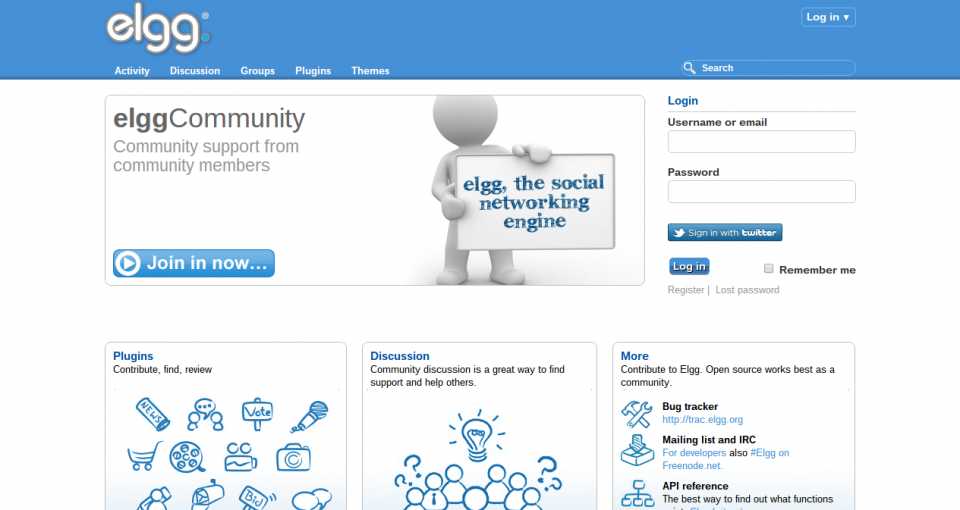 elgg
Log in ▼
Activity Discussion Groups Plugins Themes
Search
elggCommunity
Community support from
community members
elgg, the social
networking
engine
Join in now...
Login
Username or email
Password
Sign in with twitter
Log in
Remember me
Register | Lost password
Plugins
Contribute, find, review
NEWS
Vote
Bid
Discussion
Community discussion is a great way to find
support and help others.
More
Contribute to Elgg. Open source works best as a
community.
Bug tracker
http://trac.elgg.org
Mailing list and IRC
For developers also #Elgg on
Freenode.net.
API reference
The best way to find out what functions